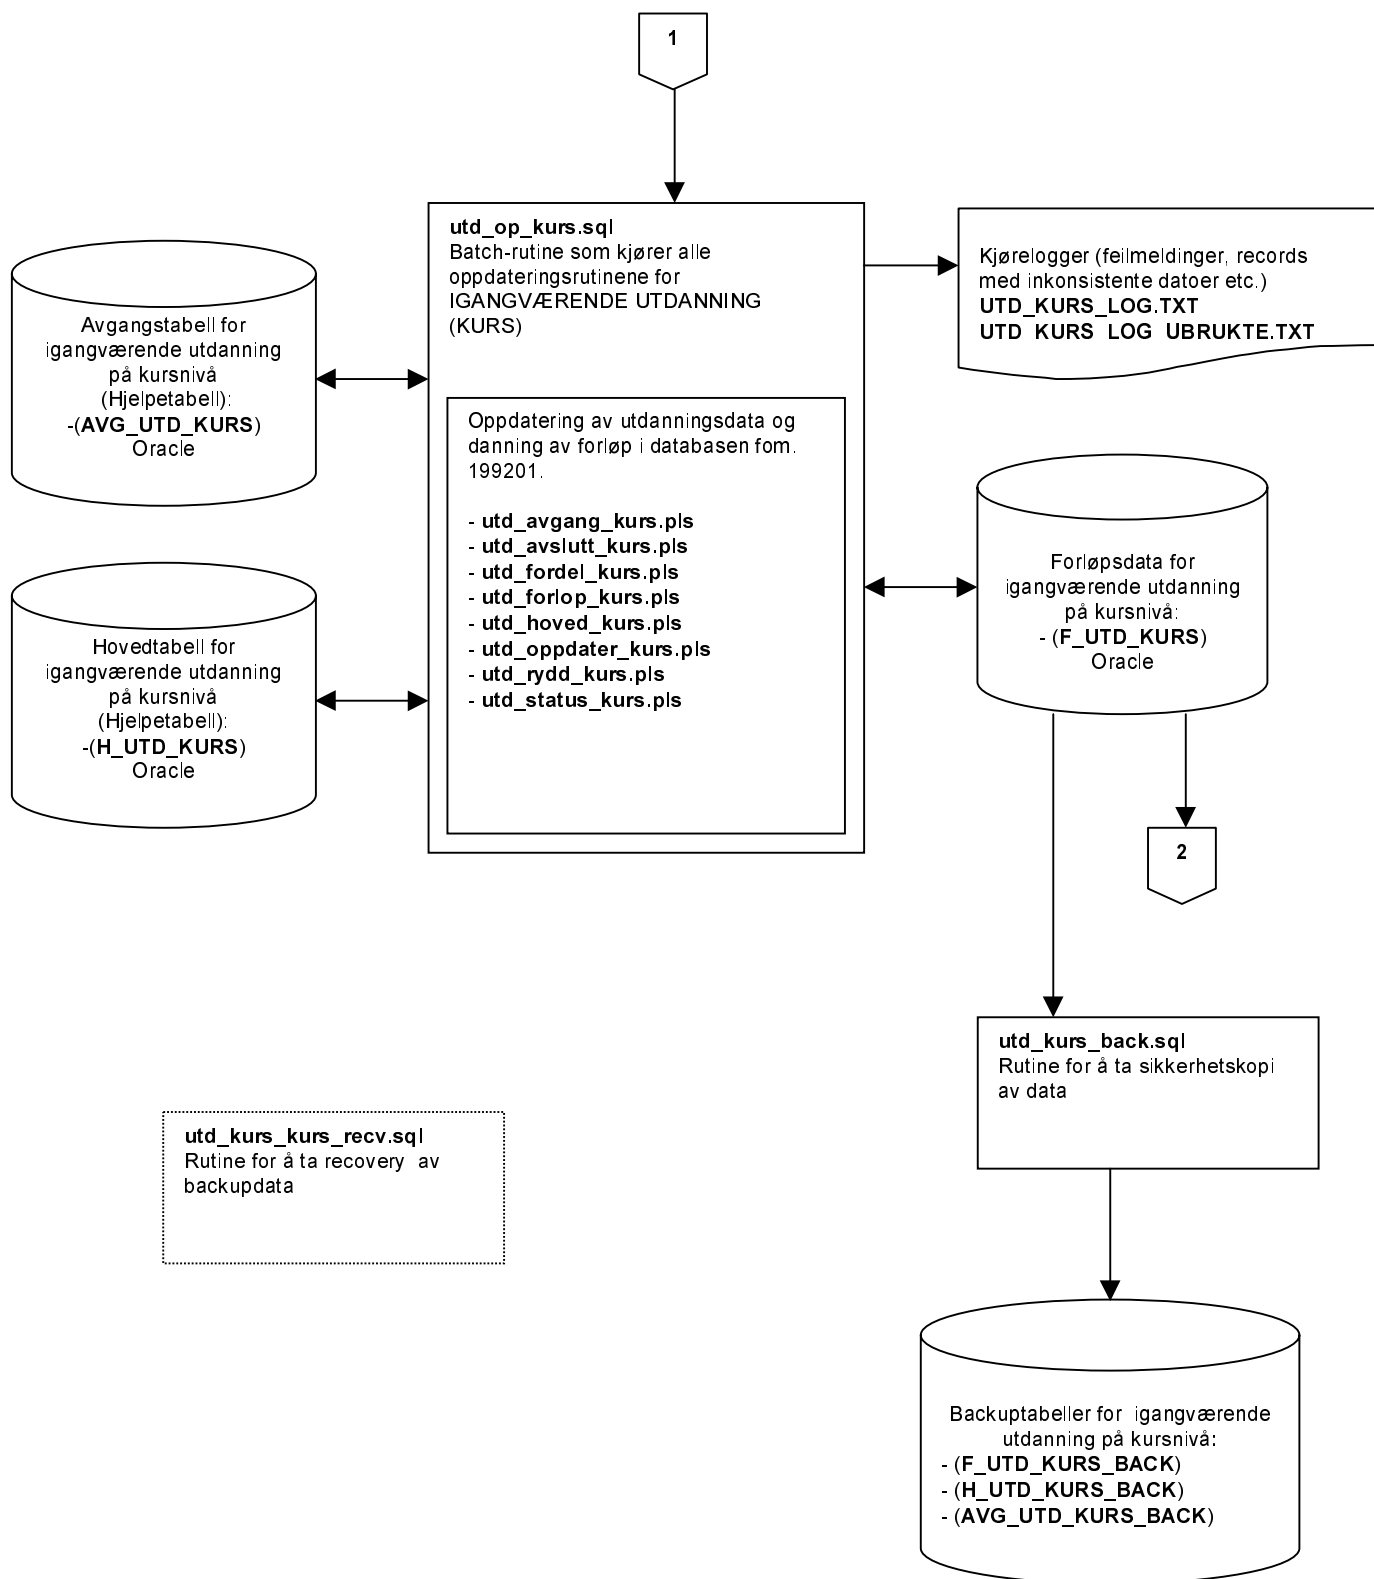 1
utd_op_kurs.sql
Batch-rutine som kjører alle
oppdateringsrutinene for
IGANGVÆRENDE UTDANNING
(KURS)
Kjørelogger (feilmeldinger, records
med inkonsistente datoer etc.)
UTD_KURS_LOG.TXT
UTD_KURS_LOG_UBRUKTE.TXT
Avgangstabell for
igangværende utdanning
på kursnivå
(Hjelpetabell):
-(AVG_UTD_KURS)
Oracle
Oppdatering av utdanningsdata og
danning av forløp i databasen fom.
199201.
- utd_avgang_kurs.pls
- utd_avslutt_kurs.pls
- utd_fordel_kurs.pls
- utd_forlop_kurs.pls
- utd_hoved_kurs.pls
- utd_oppdater_kurs.pls
- utd_rydd_kurs.pls
- utd_status_kurs.pls
Forløpsdata for
igangværende utdanning
på kursnivå:
- (F_UTD_KURS)
Oracle
Hovedtabell for
igangværende utdanning
på kursnivå
(Hjelpetabell):
-(H_UTD_KURS)
Oracle
2
utd_kurs_back.sql
Rutine for å ta sikkerhetskopi
av data
utd_kurs_kurs_recv.sql
Rutine for å ta recovery  av
backupdata
Backuptabeller for  igangværende
utdanning på kursnivå:
- (F_UTD_KURS_BACK)
- (H_UTD_KURS_BACK)
- (AVG_UTD_KURS_BACK)